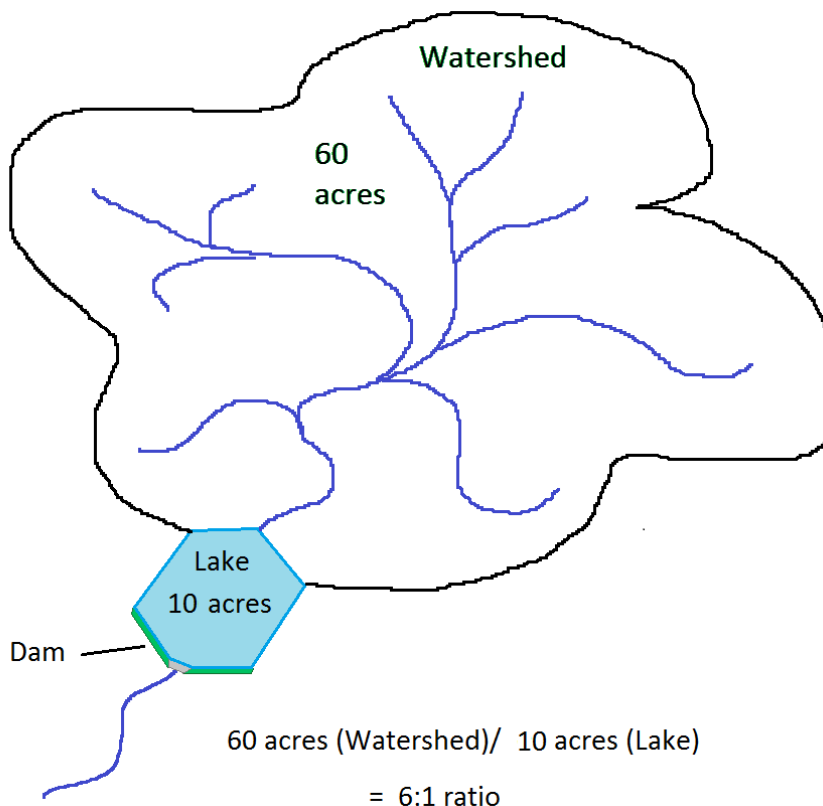 Watershed
60
acres
Lake
10 acres
Dam
60 acres (Watershed)/ 10 acres (Lake)
= 6:1 ratio